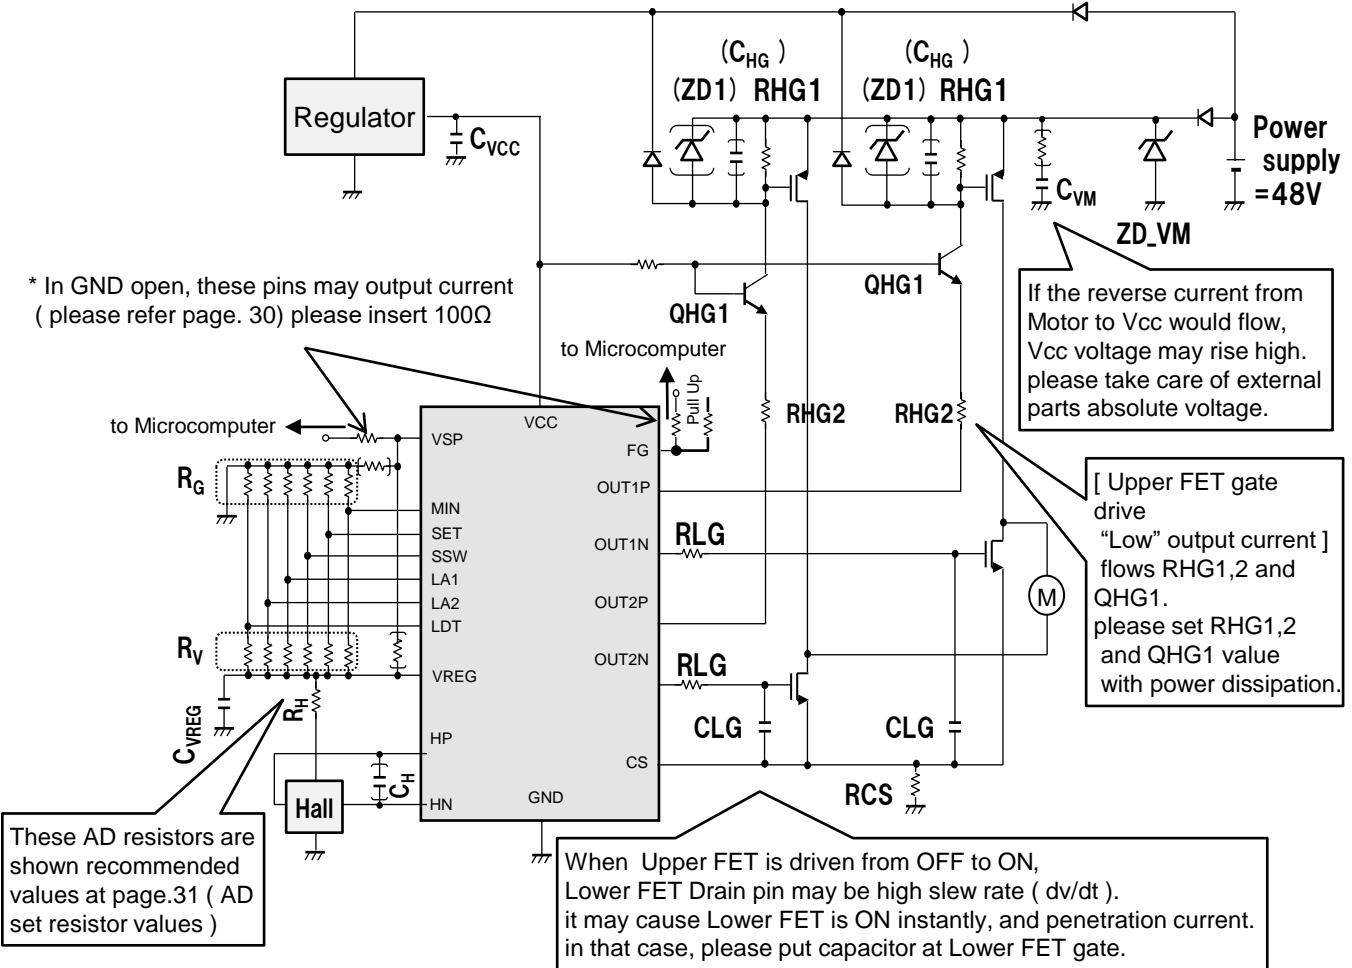 (CHG )
(CHG )
(ZD1) RHG1
(ZD1) RHG1
Regulator
CVCC
Power
supply
=48V
CVM
ZD_VM
* In GND open, these pins may output current
( please refer page. 30) please insert 100Ω
QHG1
QHG1
If the reverse current from
Motor to Vcc would flow,
Vcc voltage may rise high.
please take care of external
parts absolute voltage.
to Microcomputer
Pull Up
RHG2
RHG2
to Microcomputer
VSP
VCC
FG
RG
OUT1P
MIN
SET
SSW
LA1
LA2
LDT
OUT1N
RLG
OUT2P
M
[ Upper FET gate
drive
“Low” output current ]
flows RHG1,2 and
QHG1.
please set RHG1,2
and QHG1 value
with power dissipation.
RV
OUT2N
RLG
VREG
CVREG
RH
CLG
CLG
HP
CS
CH
Hall
HN
GND
RCS
These AD resistors are
shown recommended
values at page.31 ( AD
set resistor values )
When Upper FET is driven from OFF to ON,
Lower FET Drain pin may be high slew rate ( dv/dt ).
it may cause Lower FET is ON instantly, and penetration current.
in that case, please put capacitor at Lower FET gate.